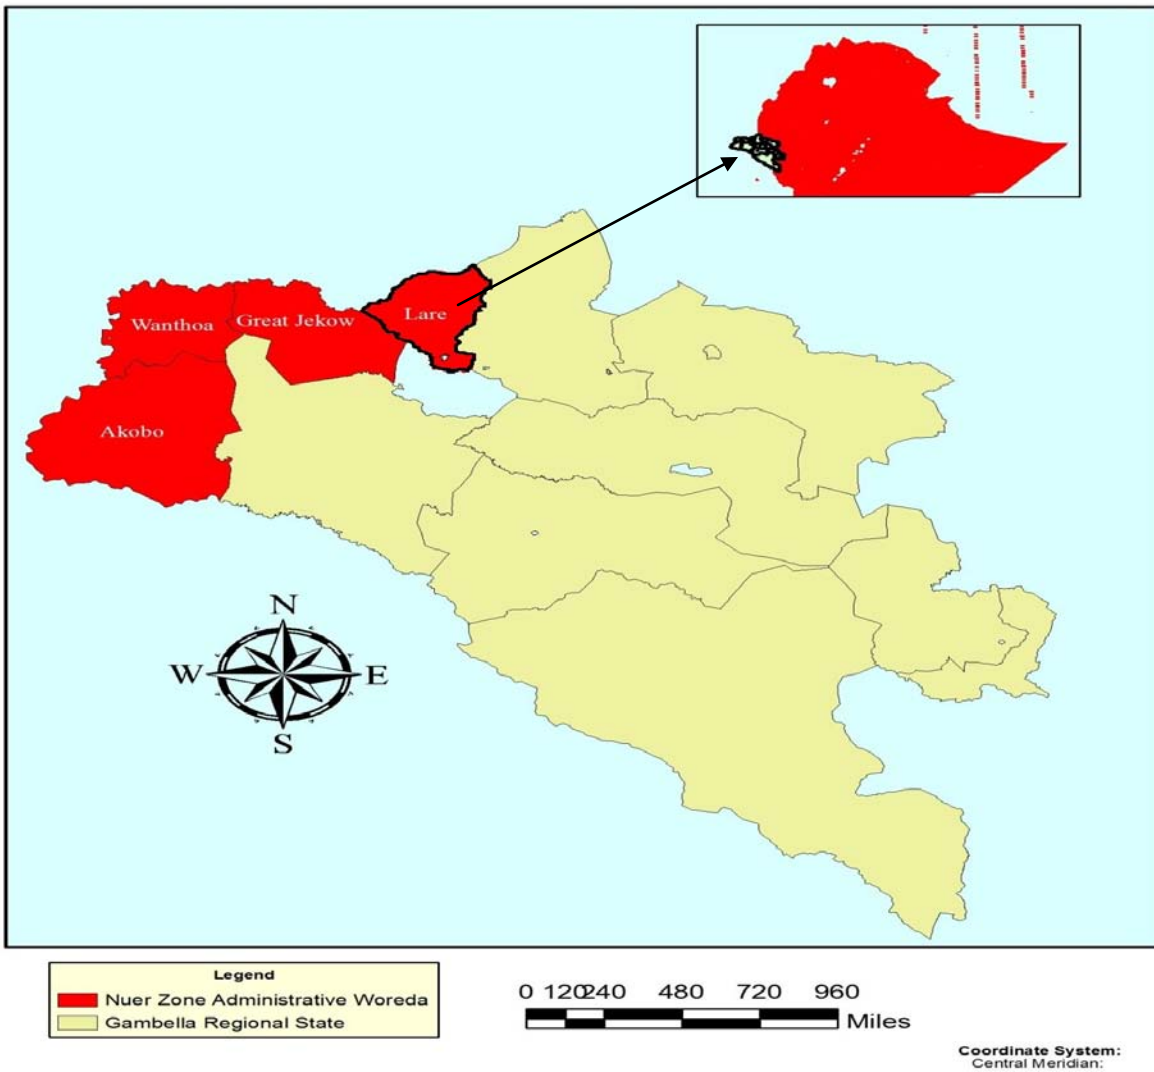 Lare
Wanthoa
Great Jekow
Akobo
N
W
E
S
Legend
Nuer Zone Administrative Woreda
Gambella Regional State
0 120240 480 720 960
Miles
Coordinate System:
Central Meridian: